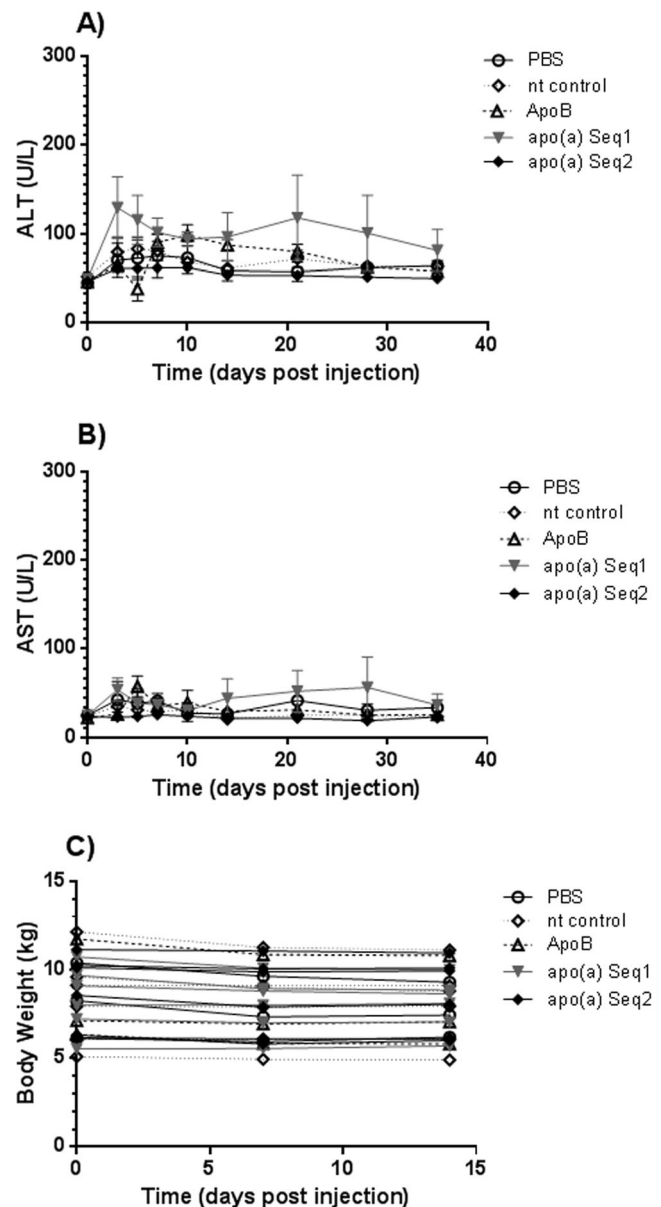 A)
300
200
100
0
ALT (U/L)
0 10 20 30 40
Time (days post injection)
PBS
nt control
ApoB
apo(a) Seq1
apo(a) Seq2
B)
300
200
100
0
AST (U/L)
0 10 20 30 40
Time (days post injection)
PBS
nt control
ApoB
apo(a) Seq1
apo(a) Seq2
C)
15
10
5
0
Body Weight (kg)
0 5 10 15
Time (days post injection)
PBS
nt control
ApoB
apo(a) Seq1
apo(a) Seq2